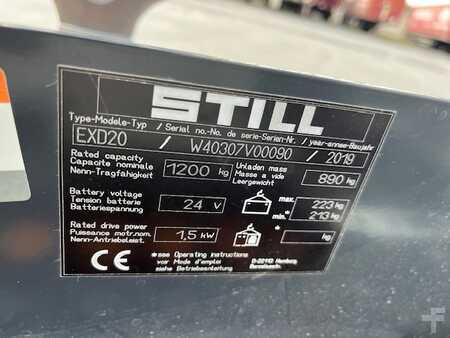 STILL
Type-Modele-Typ / Serial no.-No. de serie-Serien-Nr. / year-annee-Baujahr
EXD20 / W40307V00090 / 2019
Rated capacity
Capacite nominale
Nenn-Tragfähigkeit
1200 kg
Unladen mass
Masse a vide
Leergewicht
890 kg
Battery voltage
Tension batterie
Batteriespannung
24 V
max. 223 kg
min. 213 kg
Rated drive power
Puissance motr.nom.
Nenn-Antriebsleist.
1,5 kW
kg
CE
see Operating instructions
voir Mode d'emploi
siehe Betriebsanleitung
D-22113 Hamburg